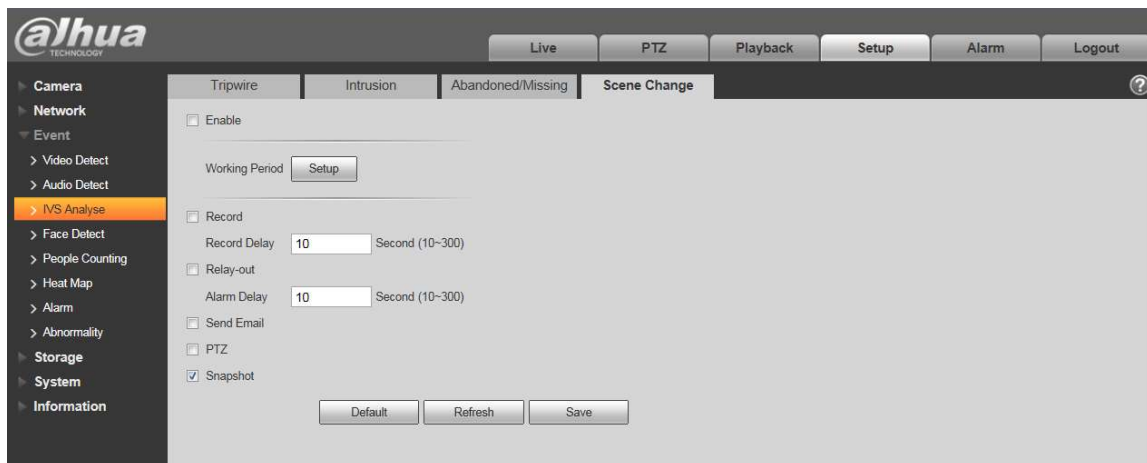 alhua
TECHNOLOGY
Live PTZ Playback Setup Alarm Logout
Camera
Network
Event
Video Detect
Audio Detect
IVS Analyse
Face Detect
People Counting
Heat Map
Alarm
Abnormality
Storage
System
Information
Tripwire Intrusion Abandoned/Missing Scene Change
?
Enable
Working Period Setup
Record
Record Delay 10 Second (10~300)
Relay-out
Alarm Delay 10 Second (10~300)
Send Email
PTZ
Snapshot
Default Refresh Save